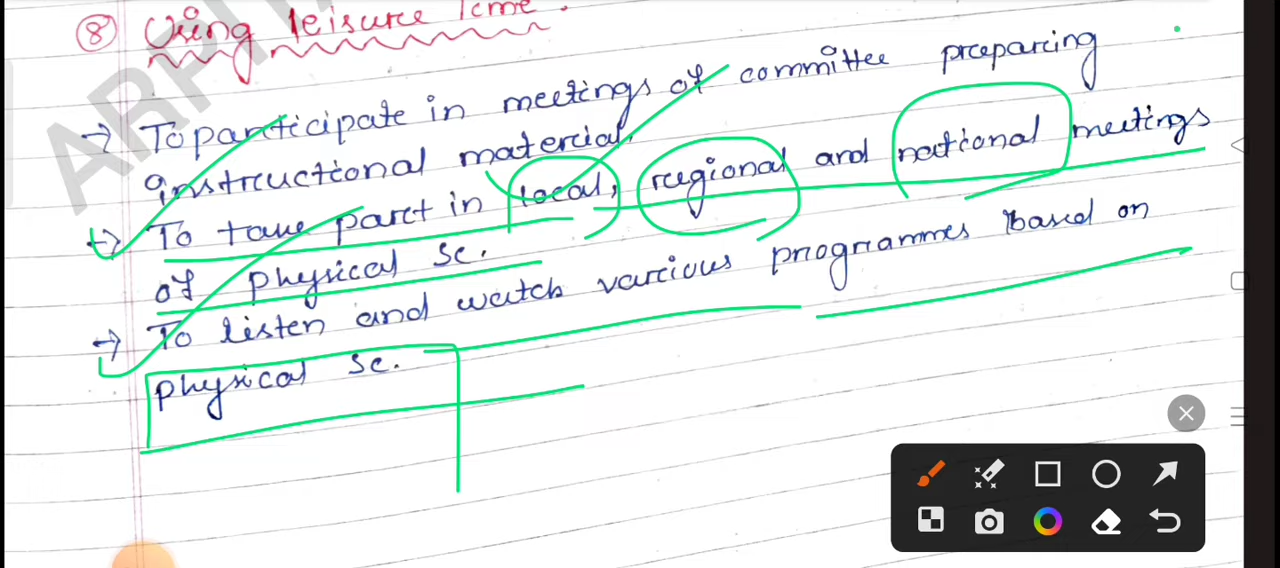 ⑧ Using leisure time.
ARPIT
→ To participate in meetings of committee preparing
instructional material.
→ To take part in local, regional and national meetings
of physical sc.
→ To listen and watch various programmes based on
physical sc.